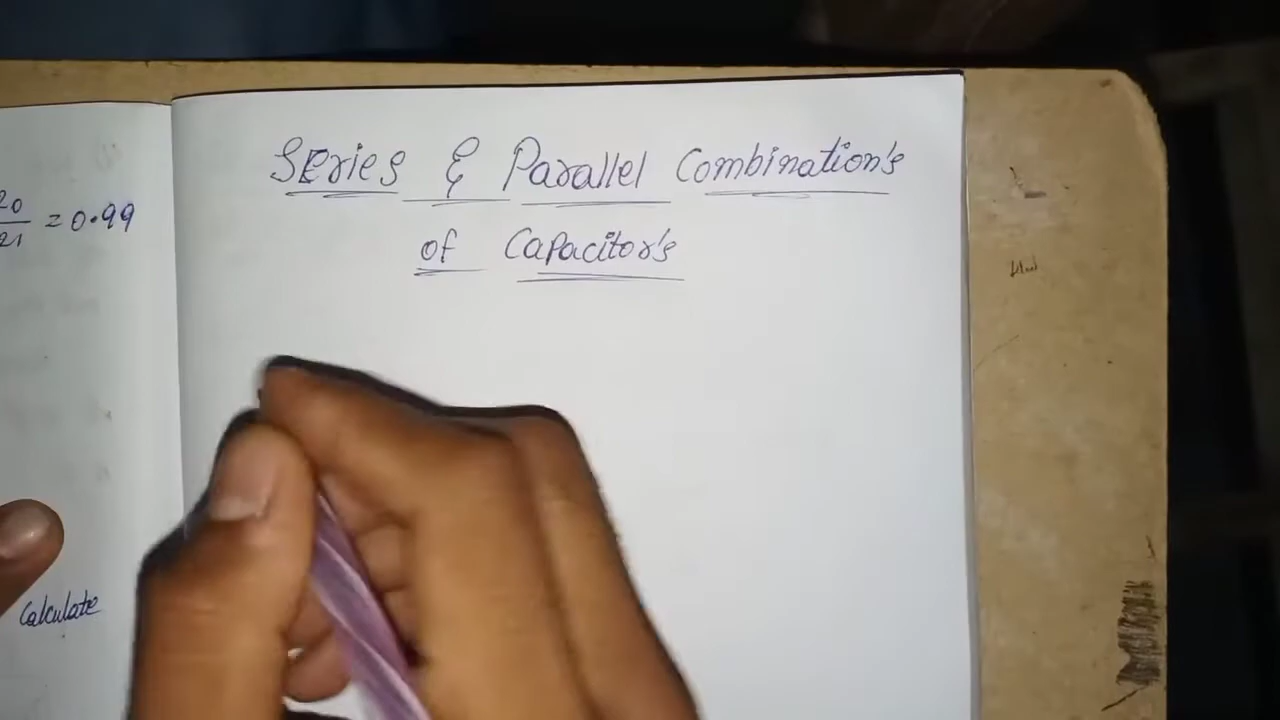 Series & Parallel Combination's
of Capacitor's
20/21 = 0.99
Calculate